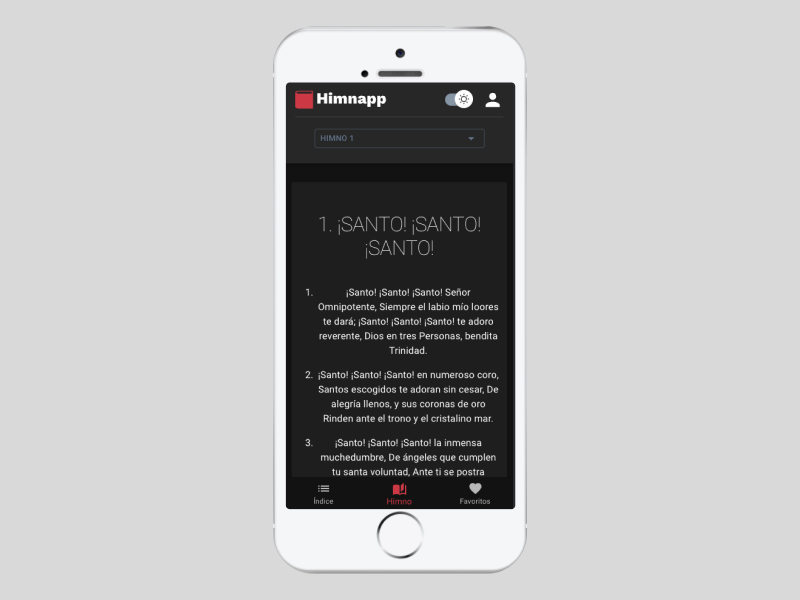 Himnapp
HIMNO 1
1. ¡SANTO! ¡SANTO!
¡SANTO!
1. ¡Santo! ¡Santo! ¡Santo! Señor
Omnipotente, Siempre el labio mío loores
te dará; ¡Santo! ¡Santo! ¡Santo! te adoro
reverente, Dios en tres Personas, bendita
Trinidad.
2. ¡Santo! ¡Santo! ¡Santo! en numeroso coro,
Santos escogidos te adoran sin cesar, De
alegría llenos, y sus coronas de oro
Rinden ante el trono y el cristalino mar.
3. ¡Santo! ¡Santo! ¡Santo! la inmensa
muchedumbre, De ángeles que cumplen
tu santa voluntad, Ante ti se postra
Índice
Himno
Favoritos